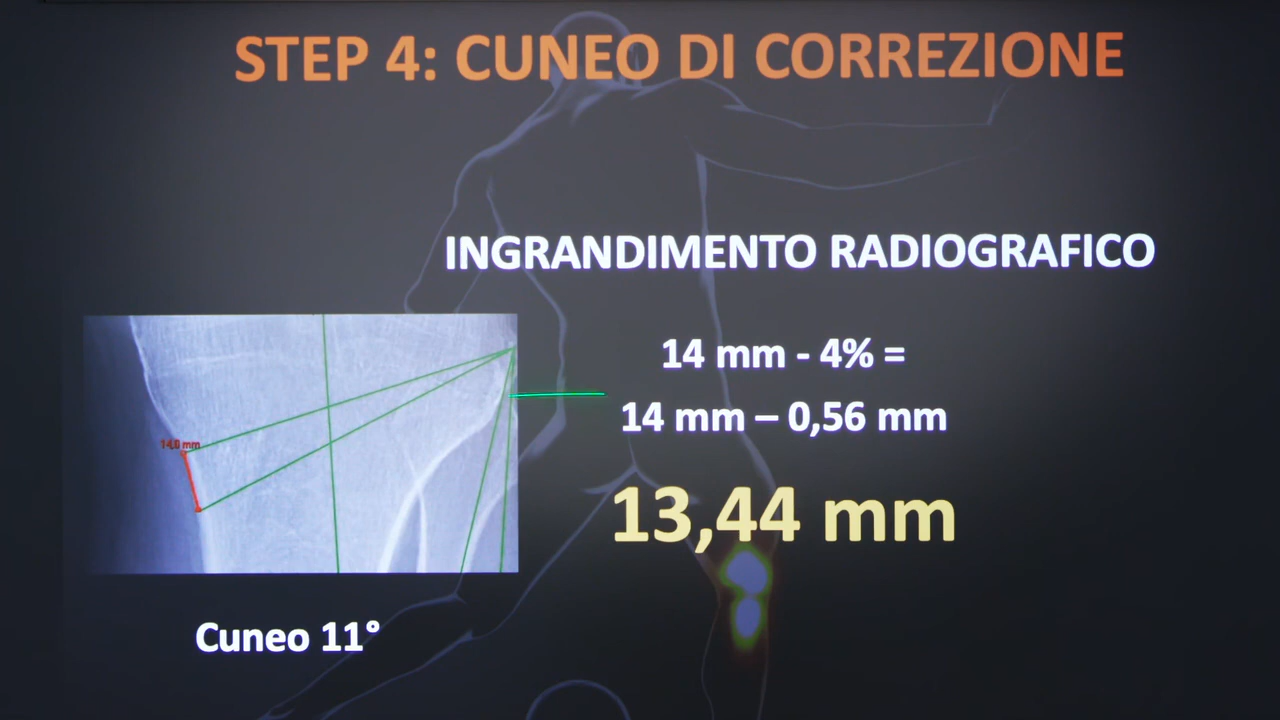 STEP 4: CUNEO DI CORREZIONE
INGRANDIMENTO RADIOGRAFICO
14 mm - 4% =
14 mm – 0,56 mm
13,44 mm
14,0 mm
Cuneo 11°